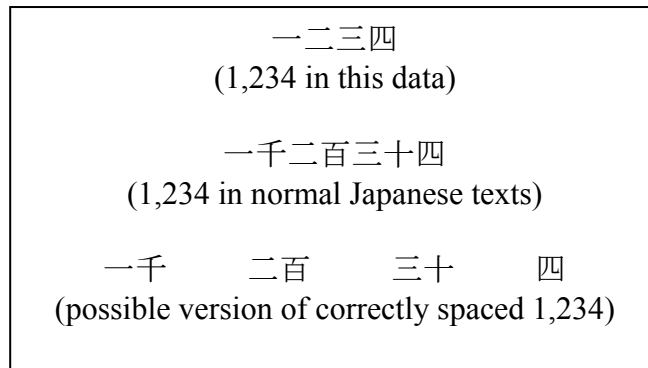 一二三四
(1,234 in this data)
一千二百三十四
(1,234 in normal Japanese texts)
一千 二百 三十 四
(possible version of correctly spaced 1,234)